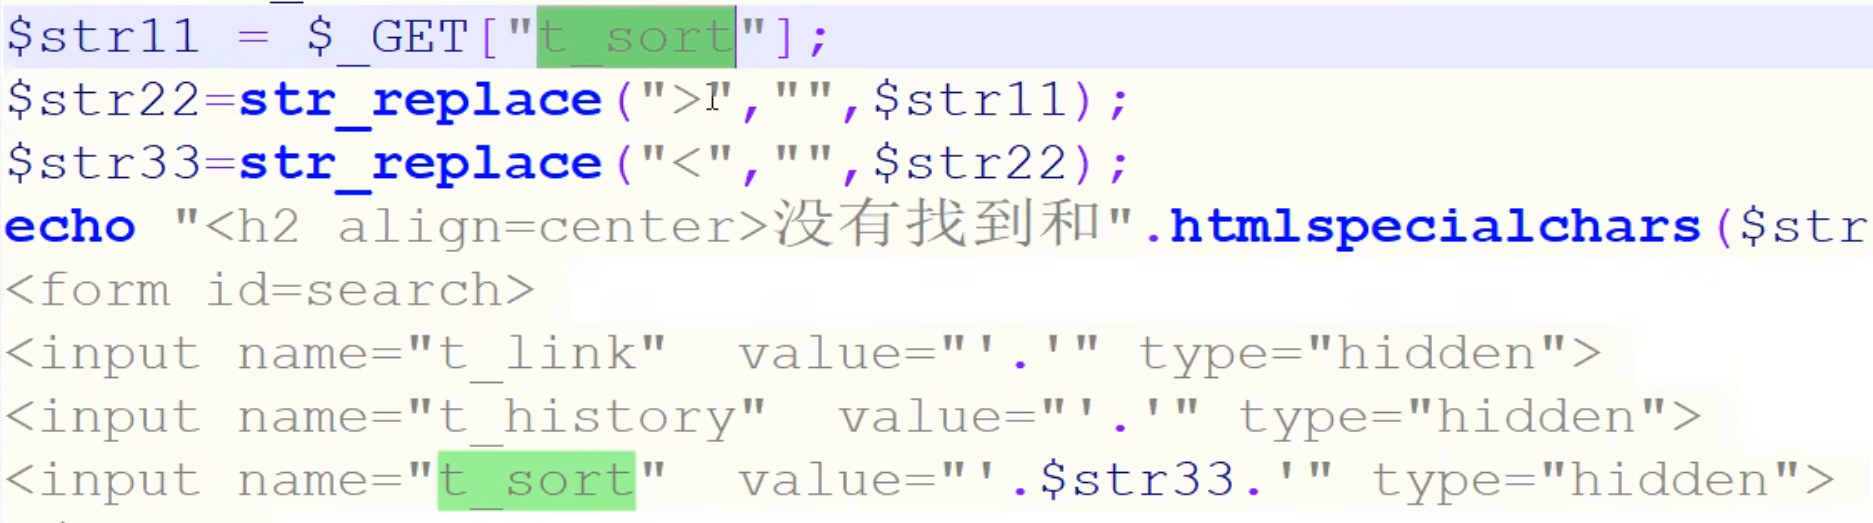 $str11 = $_GET["t_sort"];
$str22=str_replace(">","",$str11);
$str33=str_replace("<","",$str22);
echo "<h2 align=center>没有找到和".htmlspecialchars($str
<form id=search>
<input name="t_link"  value="'.'" type="hidden">
<input name="t_history"  value="'.'" type="hidden">
<input name="t_sort"  value="'.$str33.'" type="hidden">